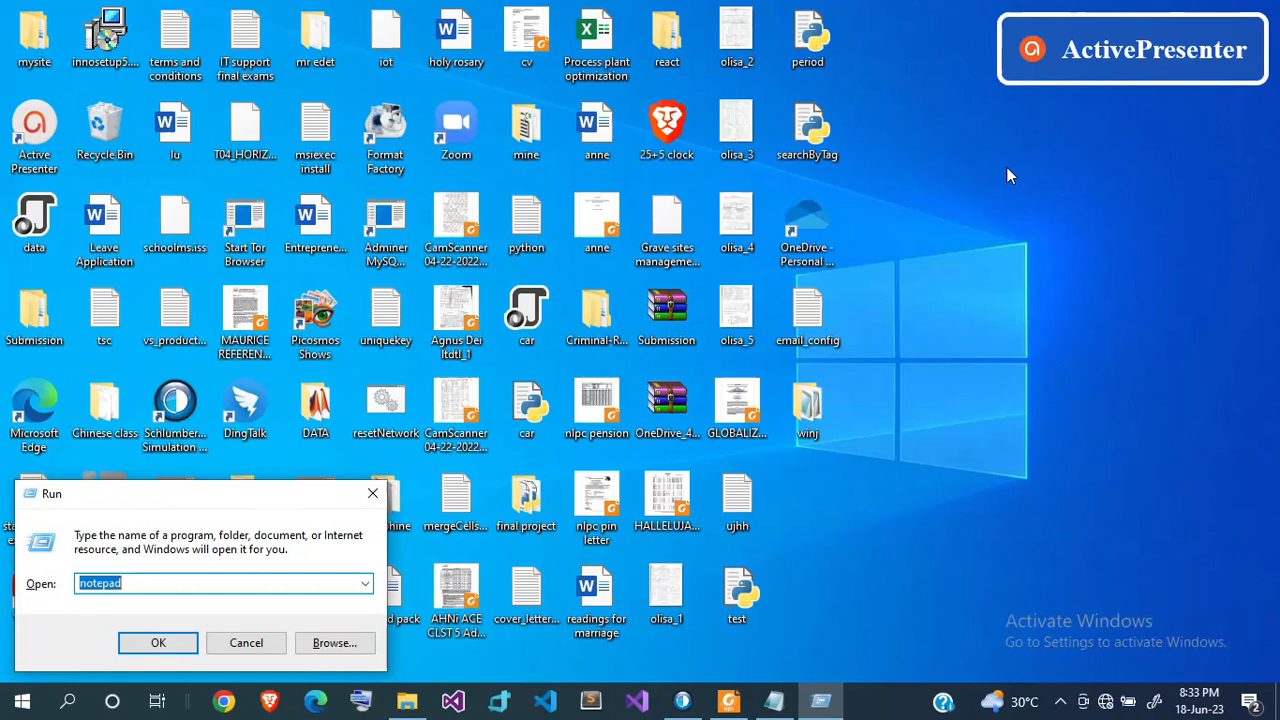 ActivePresenter
mysite
innosetup5....
terms and
conditions
IT support
final exams
mr edet
iot
holy rosary
cv
Process plant
optimization
react
olisa_2
period
Active
Presenter
Recycle Bin
lu
T04_HORIZ...
msiexec
install
Format
Factory
Zoom
mine
anne
25+5 clock
olisa_3
searchByTag
data
Leave
Application
schoolms.iss
Start Tor
Browser
Entreprene...
Adminer
MySQ...
CamScanner
04-22-2022...
python
anne
Grave sites
manageme...
olisa_4
OneDrive -
Personal ...
Submission
tsc
vs_product...
MAURICE
REFEREN...
Picosmos
Shows
uniquekey
Agnus Dei
ltdtl_1
car
Criminal-R...
Submission
olisa_5
email_config
Microsoft
Edge
Chinese class
Schlumber...
Simulation ...
DingTalk
DATA
resetNetwork
CamScanner
04-22-2022...
car
nlpc pension
OneDrive_4...
GLOBALIZ...
winj
mergeCells...
final project
nlpc pin
letter
HALLELUJA...
ujhh
AHNi ACE
CLST 5 Ad...
cover_letter...
readings for
marriage
olisa_1
test
Run
Type the name of a program, folder, document, or Internet
resource, and Windows will open it for you.
Open:
notepad
OK
Cancel
Browse...
Activate Windows
Go to Settings to activate Windows.
30°C
8:33 PM
18-Jun-23
2